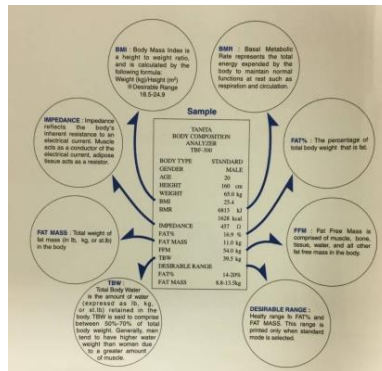 BMI : Body Mass Index is
a height to weight ratio,
and is calculated by the
following formula:
Weight (kg)/Height (m²)
※Desirable Range
18.5-24.9
BMR : Basal Metabolic
Rate represents the total
energy expended by the
body to maintain normal
functions at rest such as
respiration and circulation.
IMPEDANCE : Impedance
reflects the body's
inherent resistance to an
electrical current. Muscle
acts as a conductor of the
electrical current, adipose
tissue acts as a resistor.
Sample
TANITA
BODY COMPOSITION
ANALYZER
TBF-300
BODY TYPE STANDARD
GENDER MALE
AGE 20
HEIGHT 160 cm
WEIGHT 65.0 kg
BMI 25.4
BMR 6813 kJ
1628 kcal
IMPEDANCE 457 Ω
FAT% 16.9 %
FAT MASS 11.0 kg
FFM 54.0 kg
TBW 39.5 kg
DESIRABLE RANGE
FAT% 14-20%
FAT MASS 8.8-13.5kg
FAT% : The percentage of
total body weight that is fat.
FAT MASS : Total weight of
fat mass (in lb, kg, or st.lb)
in the body
FFM : Fat Free Mass is
comprised of muscle, bone,
tissue, water, and all other
fat free mass in the body.
TBW :
Total Body Water
is the amount of water
(expressd as lb, kg,
or st.lb) retained in the
body. TBW is said to comprise
between 50%-70% of total
body weight. Generally, men
tend to have higher water
weight than women due
to a greater amount
of muscle.
DESIRABLE RANGE :
Healty range fo FAT% and
FAT MASS. This range is
printed only when standard
mode is selected.